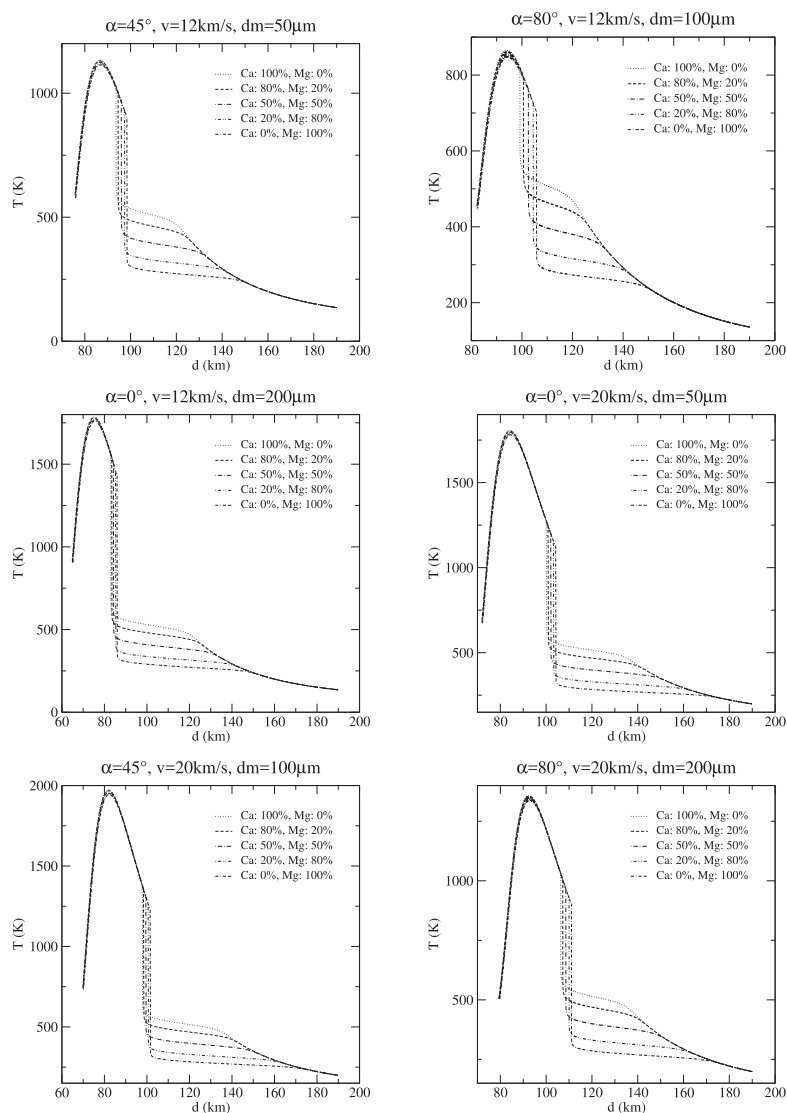 α=45°, v=12km/s, dm=50μm
Ca: 100%, Mg: 0%
Ca: 80%, Mg: 20%
Ca: 50%, Mg: 50%
Ca: 20%, Mg: 80%
Ca: 0%, Mg: 100%
T (K)
1000
500
0
80 100 120 140 160 180 200
d (km)
α=80°, v=12km/s, dm=100μm
Ca: 100%, Mg: 0%
Ca: 80%, Mg: 20%
Ca: 50%, Mg: 50%
Ca: 20%, Mg: 80%
Ca: 0%, Mg: 100%
T (K)
800
600
400
200
100 120 140 160 180 200
d (km)
α=0°, v=12km/s, dm=200μm
Ca: 100%, Mg: 0%
Ca: 80%, Mg: 20%
Ca: 50%, Mg: 50%
Ca: 20%, Mg: 80%
Ca: 0%, Mg: 100%
T (K)
1500
1000
500
0
60 80 100 120 140 160 180 200
d (km)
α=0°, v=20km/s, dm=50μm
Ca: 100%, Mg: 0%
Ca: 80%, Mg: 20%
Ca: 50%, Mg: 50%
Ca: 20%, Mg: 80%
Ca: 0%, Mg: 100%
T (K)
1500
1000
500
80 100 120 140 160 180 200
d (km)
α=45°, v=20km/s, dm=100μm
Ca: 100%, Mg: 0%
Ca: 80%, Mg: 20%
Ca: 50%, Mg: 50%
Ca: 20%, Mg: 80%
Ca: 0%, Mg: 100%
T (K)
2000
1500
1000
500
60 80 100 120 140 160 180 200
d (km)
α=80°, v=20km/s, dm=200μm
Ca: 100%, Mg: 0%
Ca: 80%, Mg: 20%
Ca: 50%, Mg: 50%
Ca: 20%, Mg: 80%
Ca: 0%, Mg: 100%
T (K)
1000
500
80 100 120 140 160 180 200
d (km)